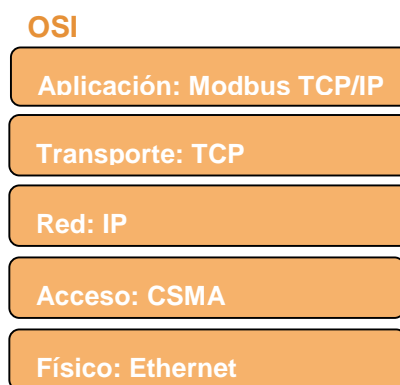 OSI
Aplicación: Modbus TCP/IP
Transporte: TCP
Red: IP
Acceso: CSMA
Físico: Ethernet